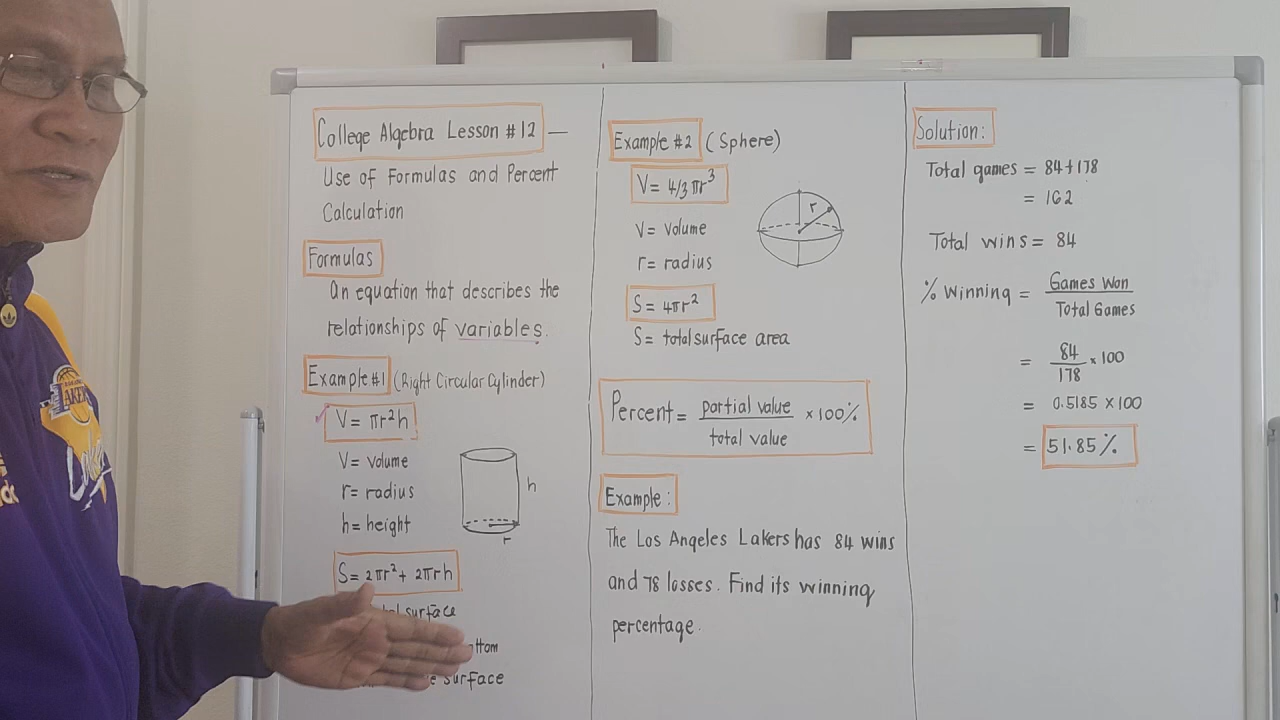 College Algebra Lesson #12 —
Use of Formulas and Percent
Calculation
Formulas
An equation that describes the
relationships of variables.
Example #1 (Right Circular Cylinder)
V = πr²h
V = volume
r = radius
h = height
h
r
S = 2πr² + 2πrh
surface
surface
Example #2 (Sphere)
V = 4/3 πr³
V = volume
r = radius
r
S = 4πr²
S = total surface area
Percent = partial value / total value × 100%
Example:
The Los Angeles Lakers has 84 wins
and 78 losses. Find its winning
percentage.
Solution:
Total games = 84+178
= 162
Total wins = 84
% Winning = Games Won / Total Games
= 84 / 178 × 100
= 0.5185 × 100
= 51.85%
LAKERS